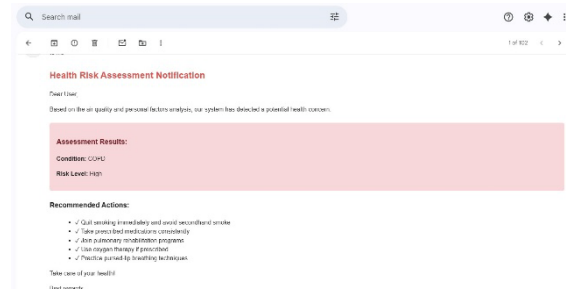 Search mail
1 of 922
Health Risk Assessment Notification
Dear User,
Based on the air quality and personal factors analysis, our system has detected a potential health concern.
Assessment Results:
Condition: COPD
Risk Level: High
Recommended Actions:
• ✓ Quit smoking immediately and avoid secondhand smoke
• ✓ Take prescribed medications consistently
• ✓ Join pulmonary rehabilitation programs
• ✓ Use oxygen therapy if prescribed
• ✓ Practice pursed-lip breathing techniques
Take care of your health!